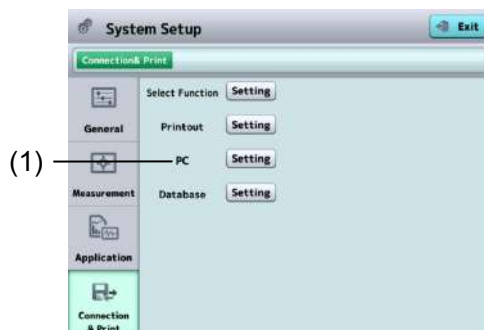 System Setup
Exit
Connection& Print
Select Function Setting
General
Printout Setting
(1)
PC Setting
Measurement
Database Setting
Application
Connection
& Print